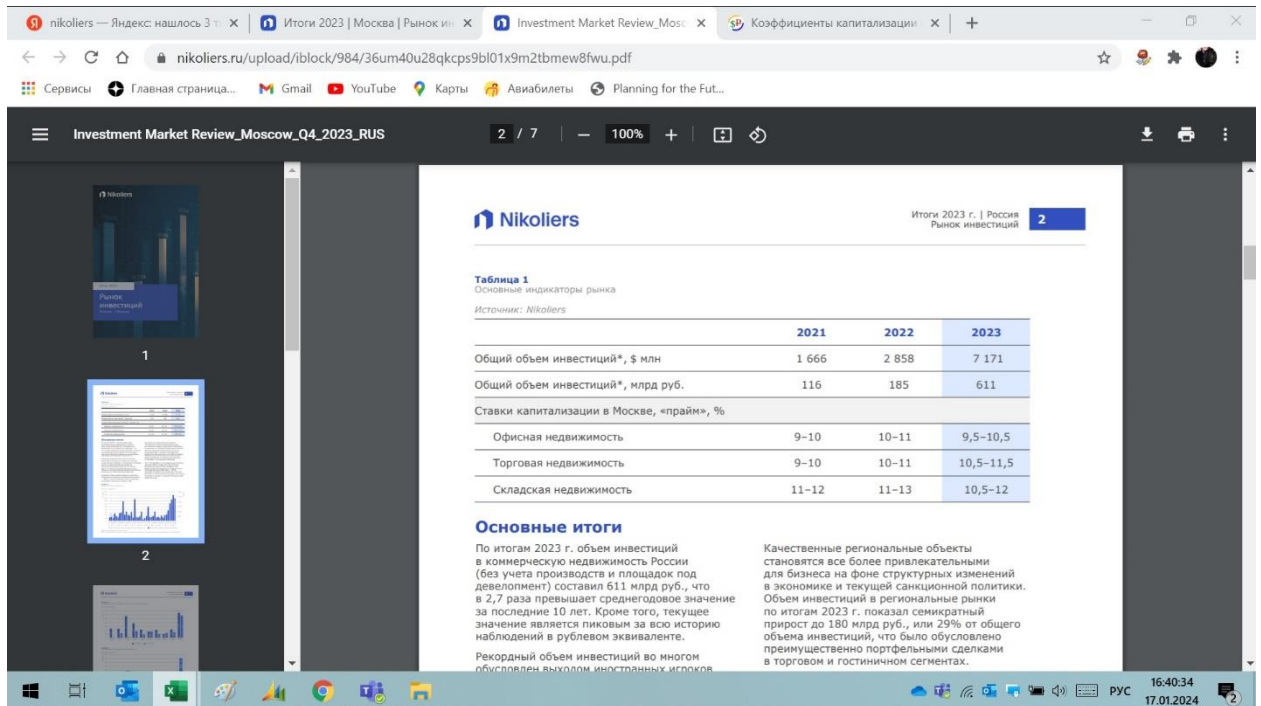 nikoliers — Яндекс: нашлось 3 т
Итоги 2023 | Москва | Рынок ин
Investment Market Review_Mosc
Коэффициенты капитализации
nikoliers.ru/upload/iblock/984/36um40u28qkcps9bl01x9m2tbmew8fwu.pdf
Сервисы Главная страница... Gmail YouTube Карты Авиабилеты Planning for the Fut...
Investment Market Review_Moscow_Q4_2023_RUS 2 / 7 100%
Nikoliers
Рынок
инвестиций
1
2
Nikoliers
Итоги 2023 г. | Россия
Рынок инвестиций
2
Таблица 1
Основные индикаторы рынка
Источник: Nikoliers
2021 2022 2023
Общий объем инвестиций*, $ млн 1 666 2 858 7 171
Общий объем инвестиций*, млрд руб. 116 185 611
Ставки капитализации в Москве, «прайм», %
Офисная недвижимость 9–10 10–11 9,5–10,5
Торговая недвижимость 9–10 10–11 10,5–11,5
Складская недвижимость 11–12 11–13 10,5–12
Основные итоги
По итогам 2023 г. объем инвестиций
в коммерческую недвижимость России
(без учета производств и площадок под
девелопмент) составил 611 млрд руб., что
в 2,7 раза превышает среднегодовое значение
за последние 10 лет. Кроме того, текущее
значение является пиковым за всю историю
наблюдений в рублевом эквиваленте.
Рекордный объем инвестиций во многом
обусловлен выходом иностранных игроков
Качественные региональные объекты
становятся все более привлекательными
для бизнеса на фоне структурных изменений
в экономике и текущей санкционной политики.
Объем инвестиций в региональные рынки
по итогам 2023 г. показал семикратный
прирост до 180 млрд руб., или 29% от общего
объема инвестиций, что было обусловлено
преимущественно портфельными сделками
в торговом и гостиничном сегментах.
РУС
16:40:34
17.01.2024
2